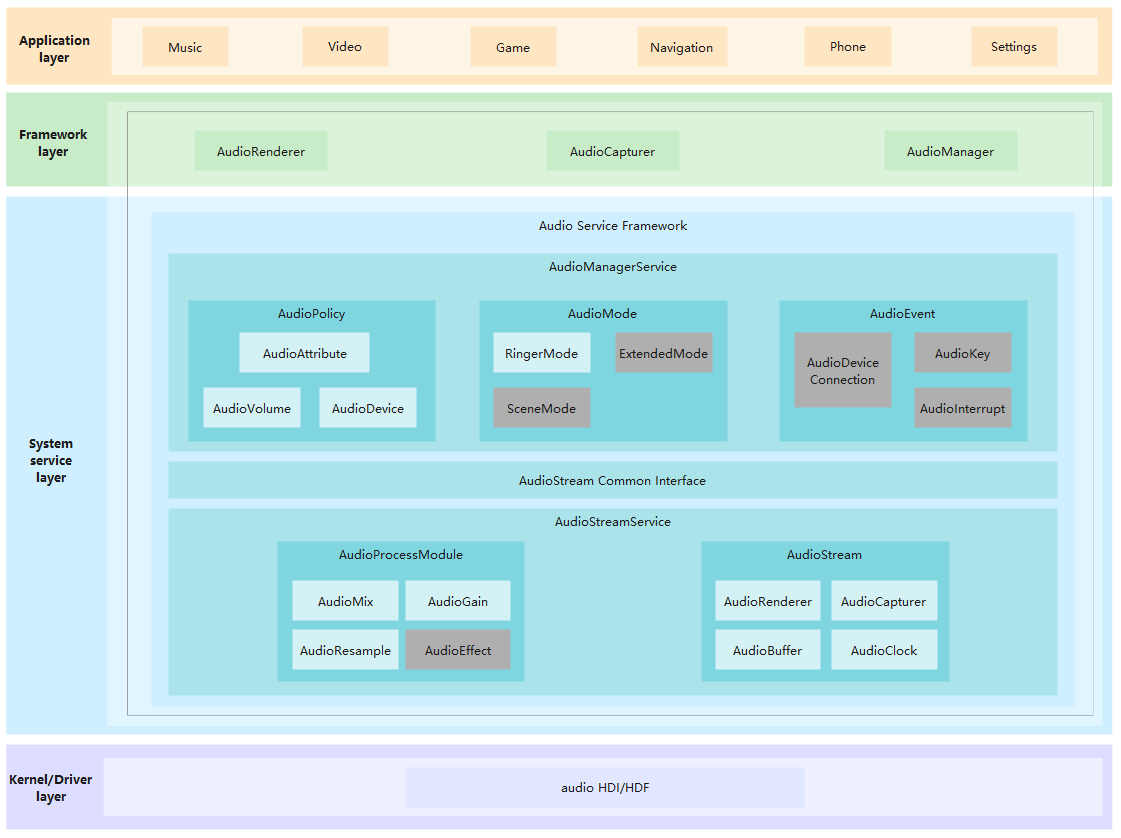 Application
layer
Music
Video
Game
Navigation
Phone
Settings
Framework
layer
AudioRenderer
AudioCapturer
AudioManager
System
service
layer
Audio Service Framework
AudioManagerService
AudioPolicy
AudioAttribute
AudioVolume
AudioDevice
AudioMode
RingerMode
ExtendedMode
SceneMode
AudioEvent
AudioDevice
Connection
AudioKey
AudioInterrupt
AudioStream Common Interface
AudioStreamService
AudioProcessModule
AudioMix
AudioGain
AudioResample
AudioEffect
AudioStream
AudioRenderer
AudioCapturer
AudioBuffer
AudioClock
Kernel/Driver
layer
audio HDI/HDF